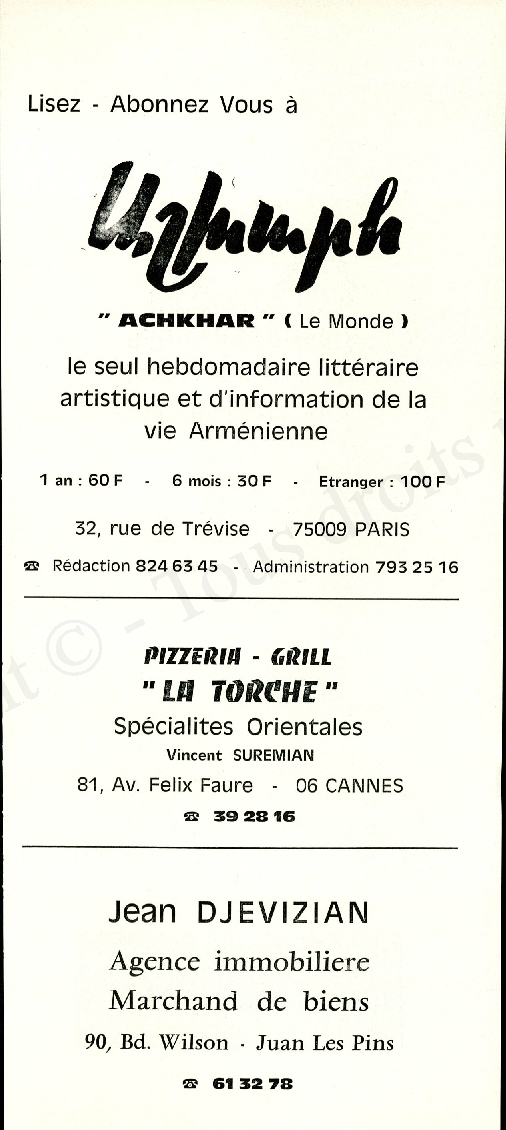 Lisez - Abonnez Vous à
Աշխարհ
" ACHKHAR " ( Le Monde )
le seul hebdomadaire littéraire
artistique et d'information de la
vie Arménienne
1 an : 60 F - 6 mois : 30 F - Etranger : 100 F
32, rue de Trévise - 75009 PARIS
☎ Rédaction 824 63 45 - Administration 793 25 16
PIZZERIA - GRILL
" LA TORCHE "
Spécialites Orientales
Vincent SUREMIAN
81, Av. Felix Faure - 06 CANNES
☎ 39 28 16
Jean DJEVIZIAN
Agence immobiliere
Marchand de biens
90, Bd. Wilson - Juan Les Pins
☎ 61 32 78
© - Tous droits